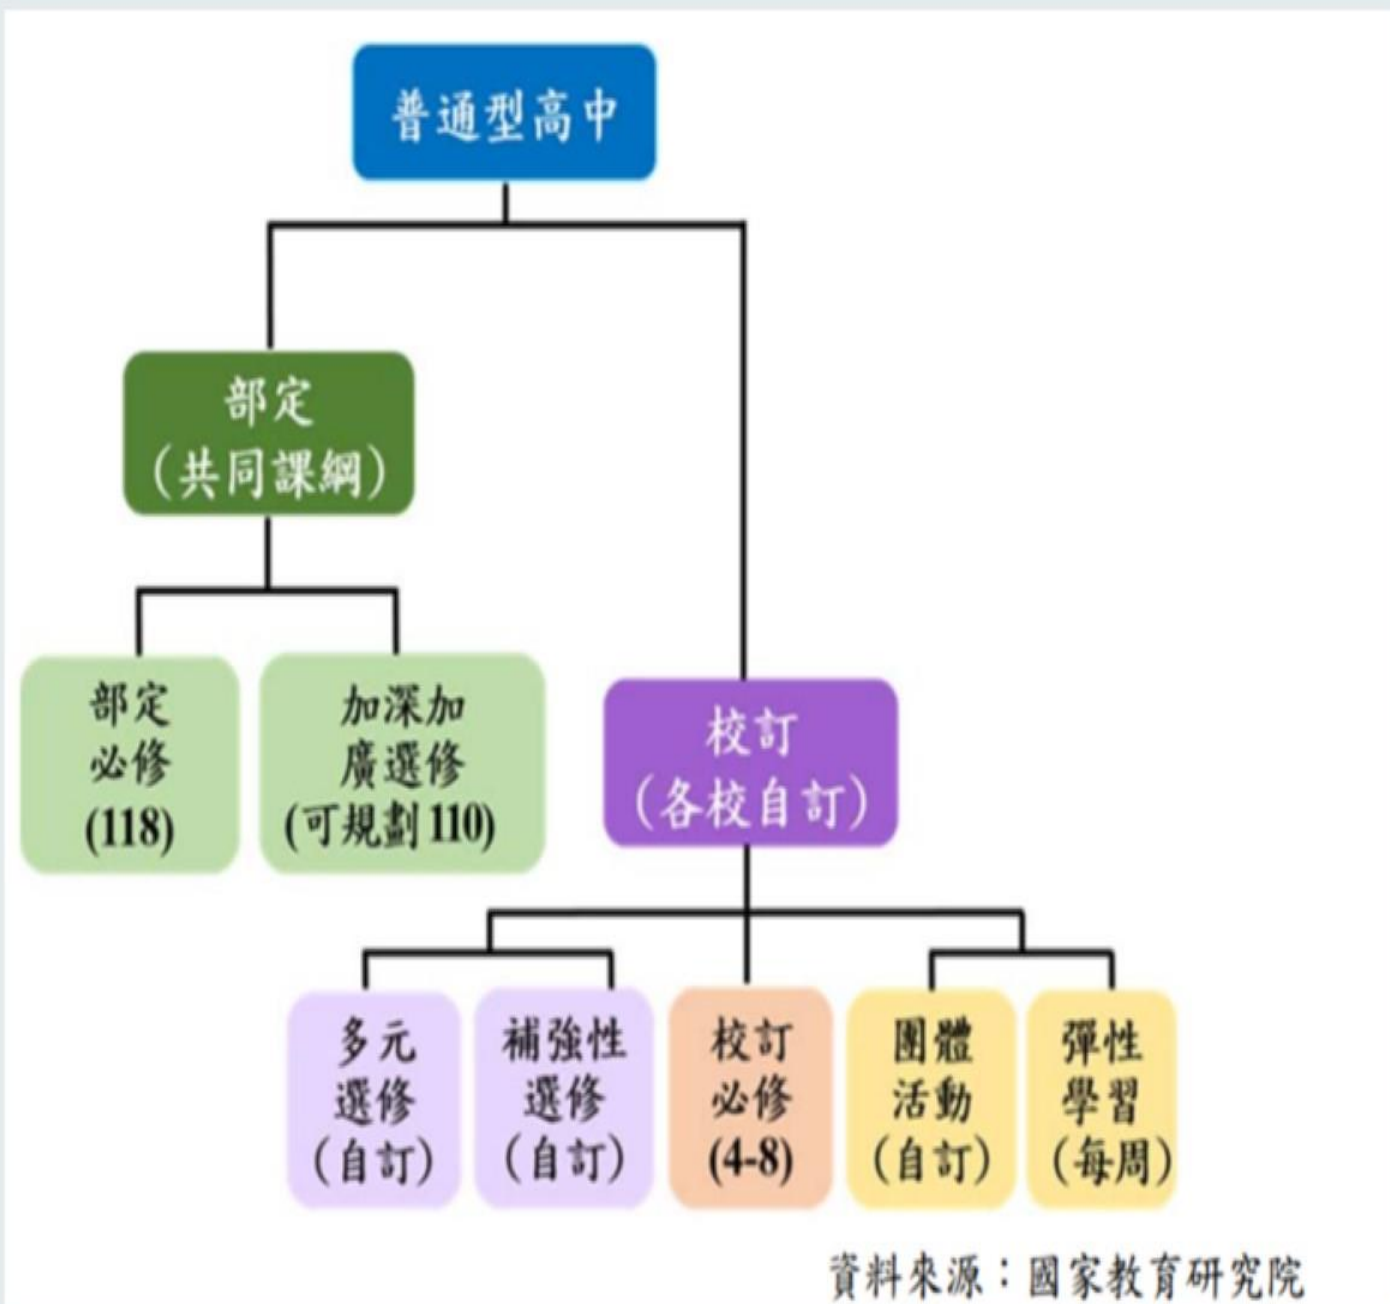 普通型高中
部定
（共同課綱）
部定
必修
(118)
加深加
廣選修
(可規劃110)
校訂
（各校自訂）
多元
選修
（自訂）
補強性
選修
（自訂）
校訂
必修
(4-8)
團體
活動
（自訂）
彈性
學習
（每周）
資料來源：國家教育研究院